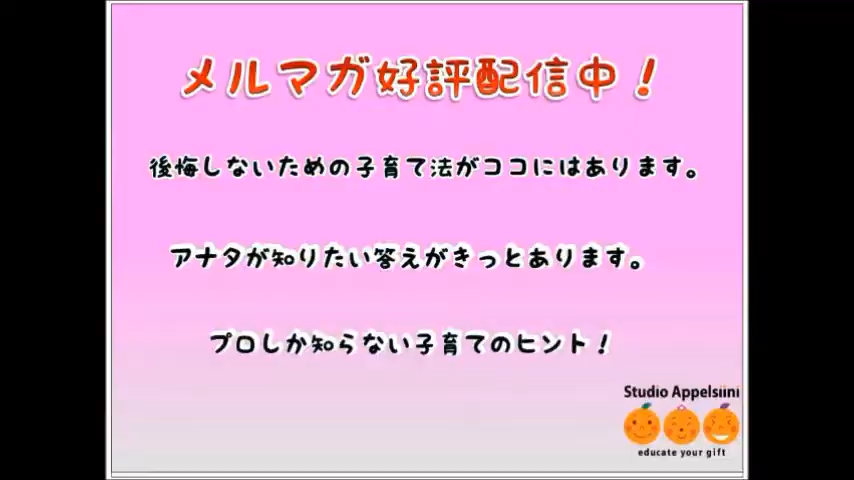 メルマガ好評配信中！
後悔しないための子育て法がココにはあります。
アナタが知りたい答えがきっとあります。
プロしか知らない子育てのヒント！
Studio Appelsiini
educate your gift